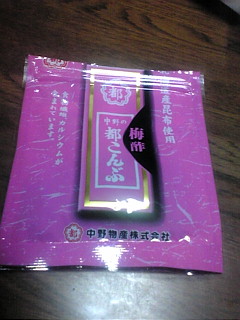 産昆布使用
都
梅酢
中野の
都こんぶ
食物繊維、カルシウムが
含まれています。
都
中野物産株式会社